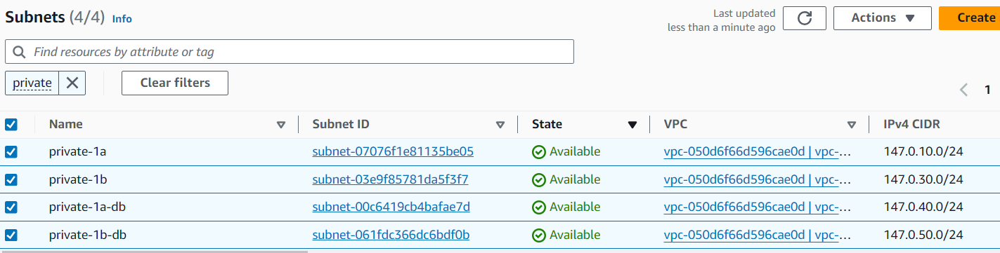 Subnets (4/4) Info
Last updated
less than a minute ago
Actions
Create
Find resources by attribute or tag
private
Clear filters
1
Name Subnet ID State VPC IPv4 CIDR
private-1a subnet-07076f1e81135be05 Available vpc-050d6f66d596cae0d | vpc-… 147.0.10.0/24
private-1b subnet-03e9f85781da5f3f7 Available vpc-050d6f66d596cae0d | vpc-… 147.0.30.0/24
private-1a-db subnet-00c6419cb4bafae7d Available vpc-050d6f66d596cae0d | vpc-… 147.0.40.0/24
private-1b-db subnet-061fdc366dc6bdf0b Available vpc-050d6f66d596cae0d | vpc-… 147.0.50.0/24